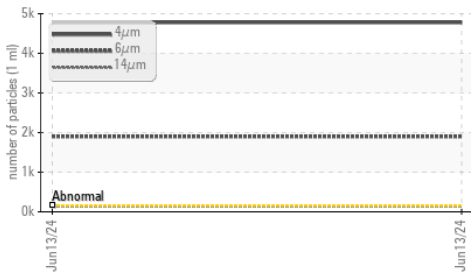 5k
4k
3k
2k
1k
0k
number of particles (1 ml)
4μm
6μm
14μm
Abnormal
Jun13/24
Jun13/24